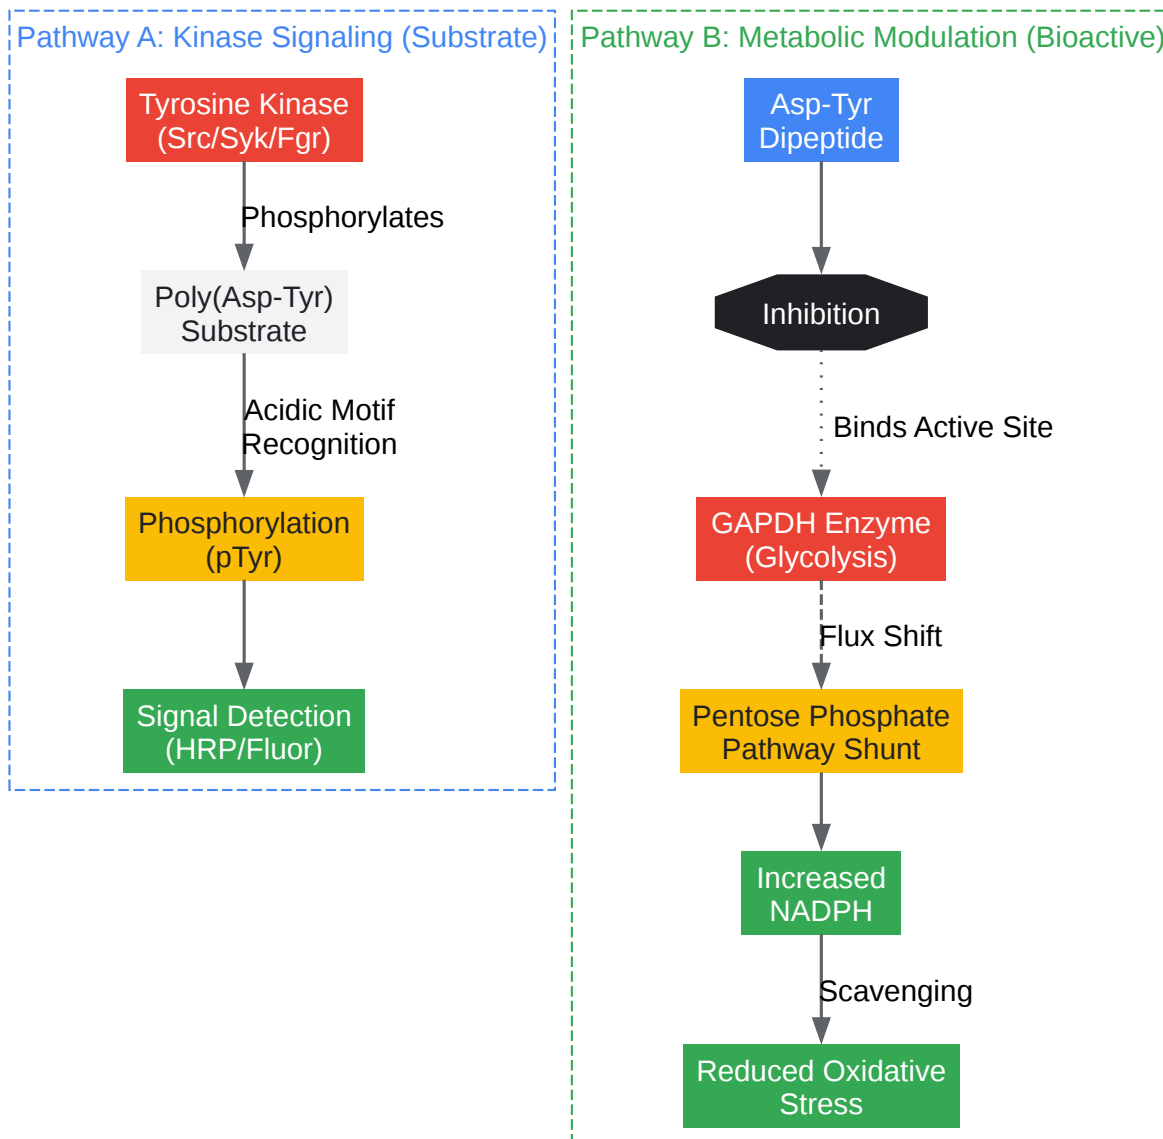 Pathway A: Kinase Signaling (Substrate)
Tyrosine Kinase
(Src/Syk/Fgr)
Phosphorylates
Poly(Asp-Tyr)
Substrate
Acidic Motif
Recognition
Phosphorylation
(pTyr)
Signal Detection
(HRP/Fluor)
Pathway B: Metabolic Modulation (Bioactive)
Asp-Tyr
Dipeptide
Inhibition
Binds Active Site
GAPDH Enzyme
(Glycolysis)
Flux Shift
Pentose Phosphate
Pathway Shunt
Increased
NADPH
Scavenging
Reduced Oxidative
Stress